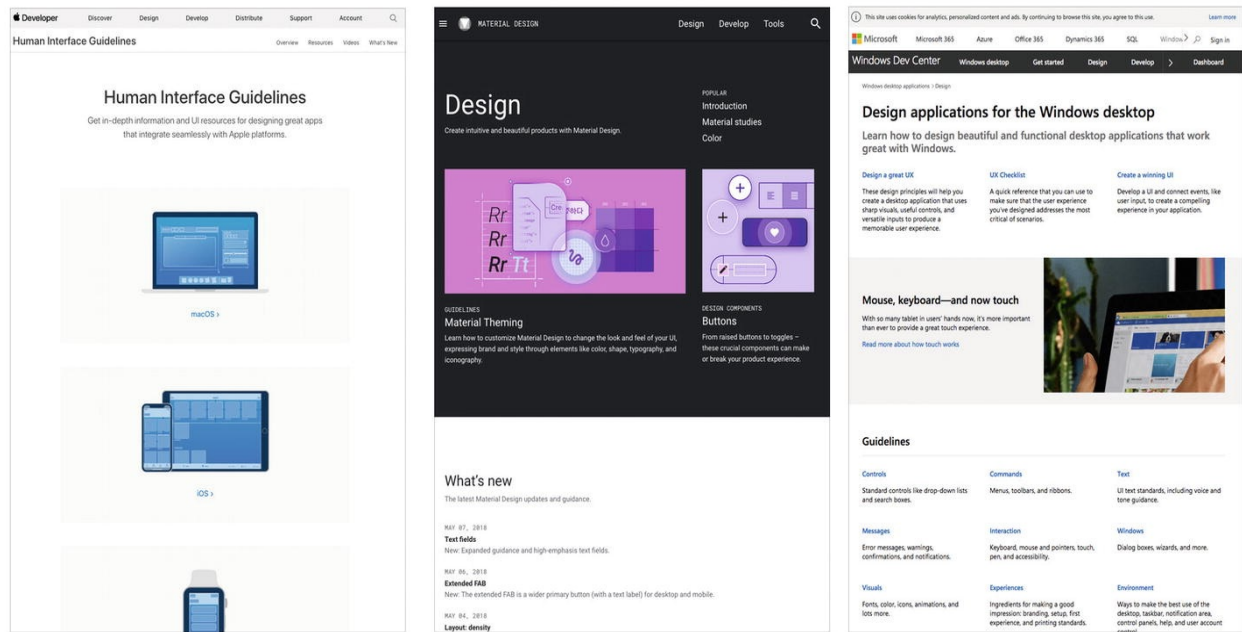 Developer
Discover
Design
Develop
Distribute
Support
Account
Human Interface Guidelines
Overview
Resources
Videos
What's New
Human Interface Guidelines
Get in-depth information and UI resources for designing great apps
that integrate seamlessly with Apple platforms.
macOS >
iOS >
MATERIAL DESIGN
Design
Develop
Tools
Design
Create intuitive and beautiful products with Material Design.
POPULAR
Introduction
Material studies
Color
Rr
Rr
Rr Tt
Cre
GUIDELINES
Material Theming
Learn how to customize Material Design to change the look and feel of your UI,
expressing brand and style through elements like color, shape, typography, and
iconography.
DESIGN COMPONENTS
Buttons
From raised buttons to toggles –
these crucial components can make
or break your product experience.
What's new
The latest Material Design updates and guidance.
MAY 07, 2018
Text fields
New: Expanded guidance and high-emphasis text fields.
MAY 06, 2018
Extended FAB
New: The extended FAB is a wider primary button (with a text label) for desktop and mobile.
MAY 04, 2018
Layout: density
This site uses cookies for analytics, personalized content and ads. By continuing to browse this site, you agree to this use.
Learn more
Microsoft
Microsoft 365
Azure
Office 365
Dynamics 365
SQL
Window
Sign in
Windows Dev Center
Windows desktop
Get started
Design
Develop
Dashboard
Windows desktop applications > Design
Design applications for the Windows desktop
Learn how to design beautiful and functional desktop applications that work
great with Windows.
Design a great UX
These design principles will help you
create a desktop application that uses
sharp visuals, useful controls, and
versatile inputs to produce a
memorable user experience.
UX Checklist
A quick reference that you can use to
make sure that the user experience
you've designed addresses the most
critical of scenarios.
Create a winning UI
Develop a UI and connect events, like
user input, to create a compelling
experience in your application.
Mouse, keyboard—and now touch
With so many tablet in users' hands now, it's more important
than ever to provide a great touch experience.
Read more about how touch works
Guidelines
Controls
Standard controls like drop-down lists
and search boxes.
Commands
Menus, toolbars, and ribbons.
Text
UI text standards, including voice and
tone guidance.
Messages
Error messages, warnings,
confirmations, and notifications.
Interaction
Keyboard, mouse and pointers, touch,
pen, and accessibility.
Windows
Dialog boxes, wizards, and more.
Visuals
Fonts, color, icons, animations, and
lots more.
Experiences
Ingredients for making a good
impression: branding, setup, first
experience, and printing standards.
Environment
Ways to make the best use of the
desktop, taskbar, notification area,
control panels, help, and user account